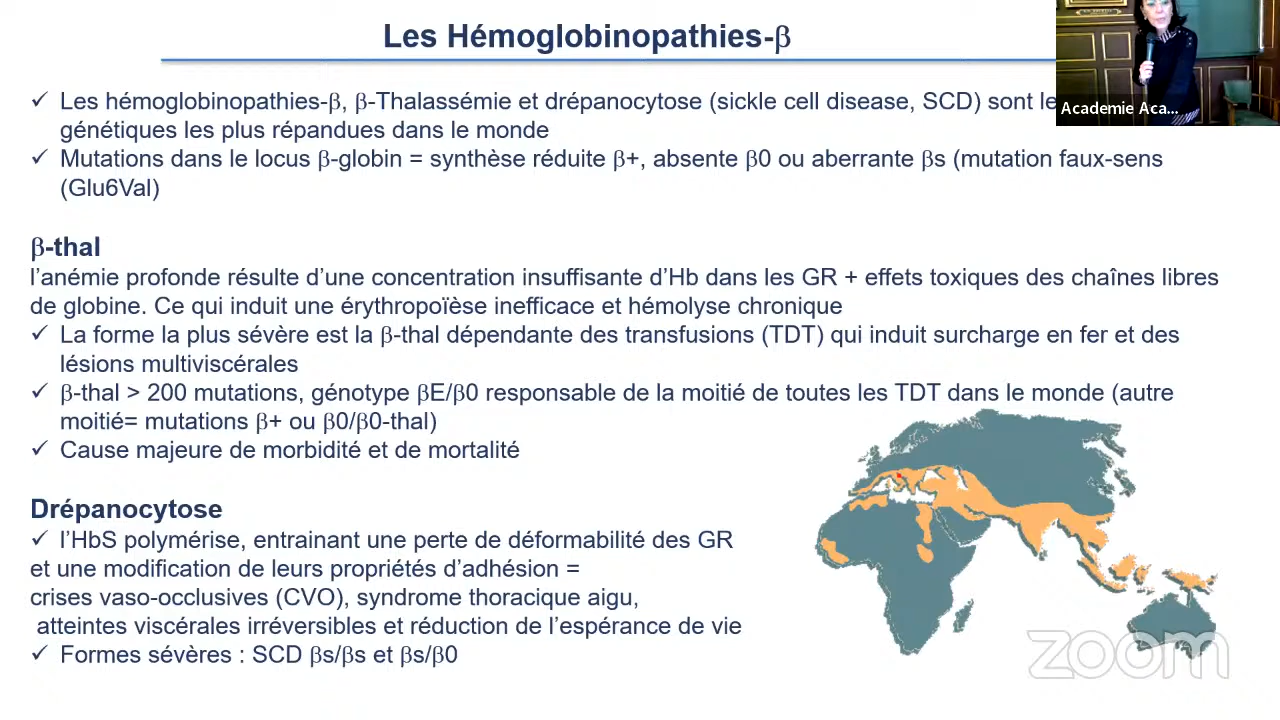 Les Hémoglobinopathies-β
Academie Aca...
✓ Les hémoglobinopathies-β, β-Thalassémie et drépanocytose (sickle cell disease, SCD) sont
génétiques les plus répandues dans le monde
✓ Mutations dans le locus β-globin = synthèse réduite β+, absente β0 ou aberrante βs (mutation faux-sens
(Glu6Val)
β-thal
l’anémie profonde résulte d’une concentration insuffisante d’Hb dans les GR + effets toxiques des chaînes libres
de globine. Ce qui induit une érythropoïèse inefficace et hémolyse chronique
✓ La forme la plus sévère est la β-thal dépendante des transfusions (TDT) qui induit surcharge en fer et des
lésions multiviscérales
✓ β-thal > 200 mutations, génotype βE/β0 responsable de la moitié de toutes les TDT dans le monde (autre
moitié= mutations β+ ou β0/β0-thal)
✓ Cause majeure de morbidité et de mortalité
Drépanocytose
✓ l’HbS polymérise, entrainant une perte de déformabilité des GR
et une modification de leurs propriétés d’adhésion =
crises vaso-occlusives (CVO), syndrome thoracique aigu,
atteintes viscérales irréversibles et réduction de l’espérance de vie
✓ Formes sévères : SCD βs/βs et βs/β0
zoom